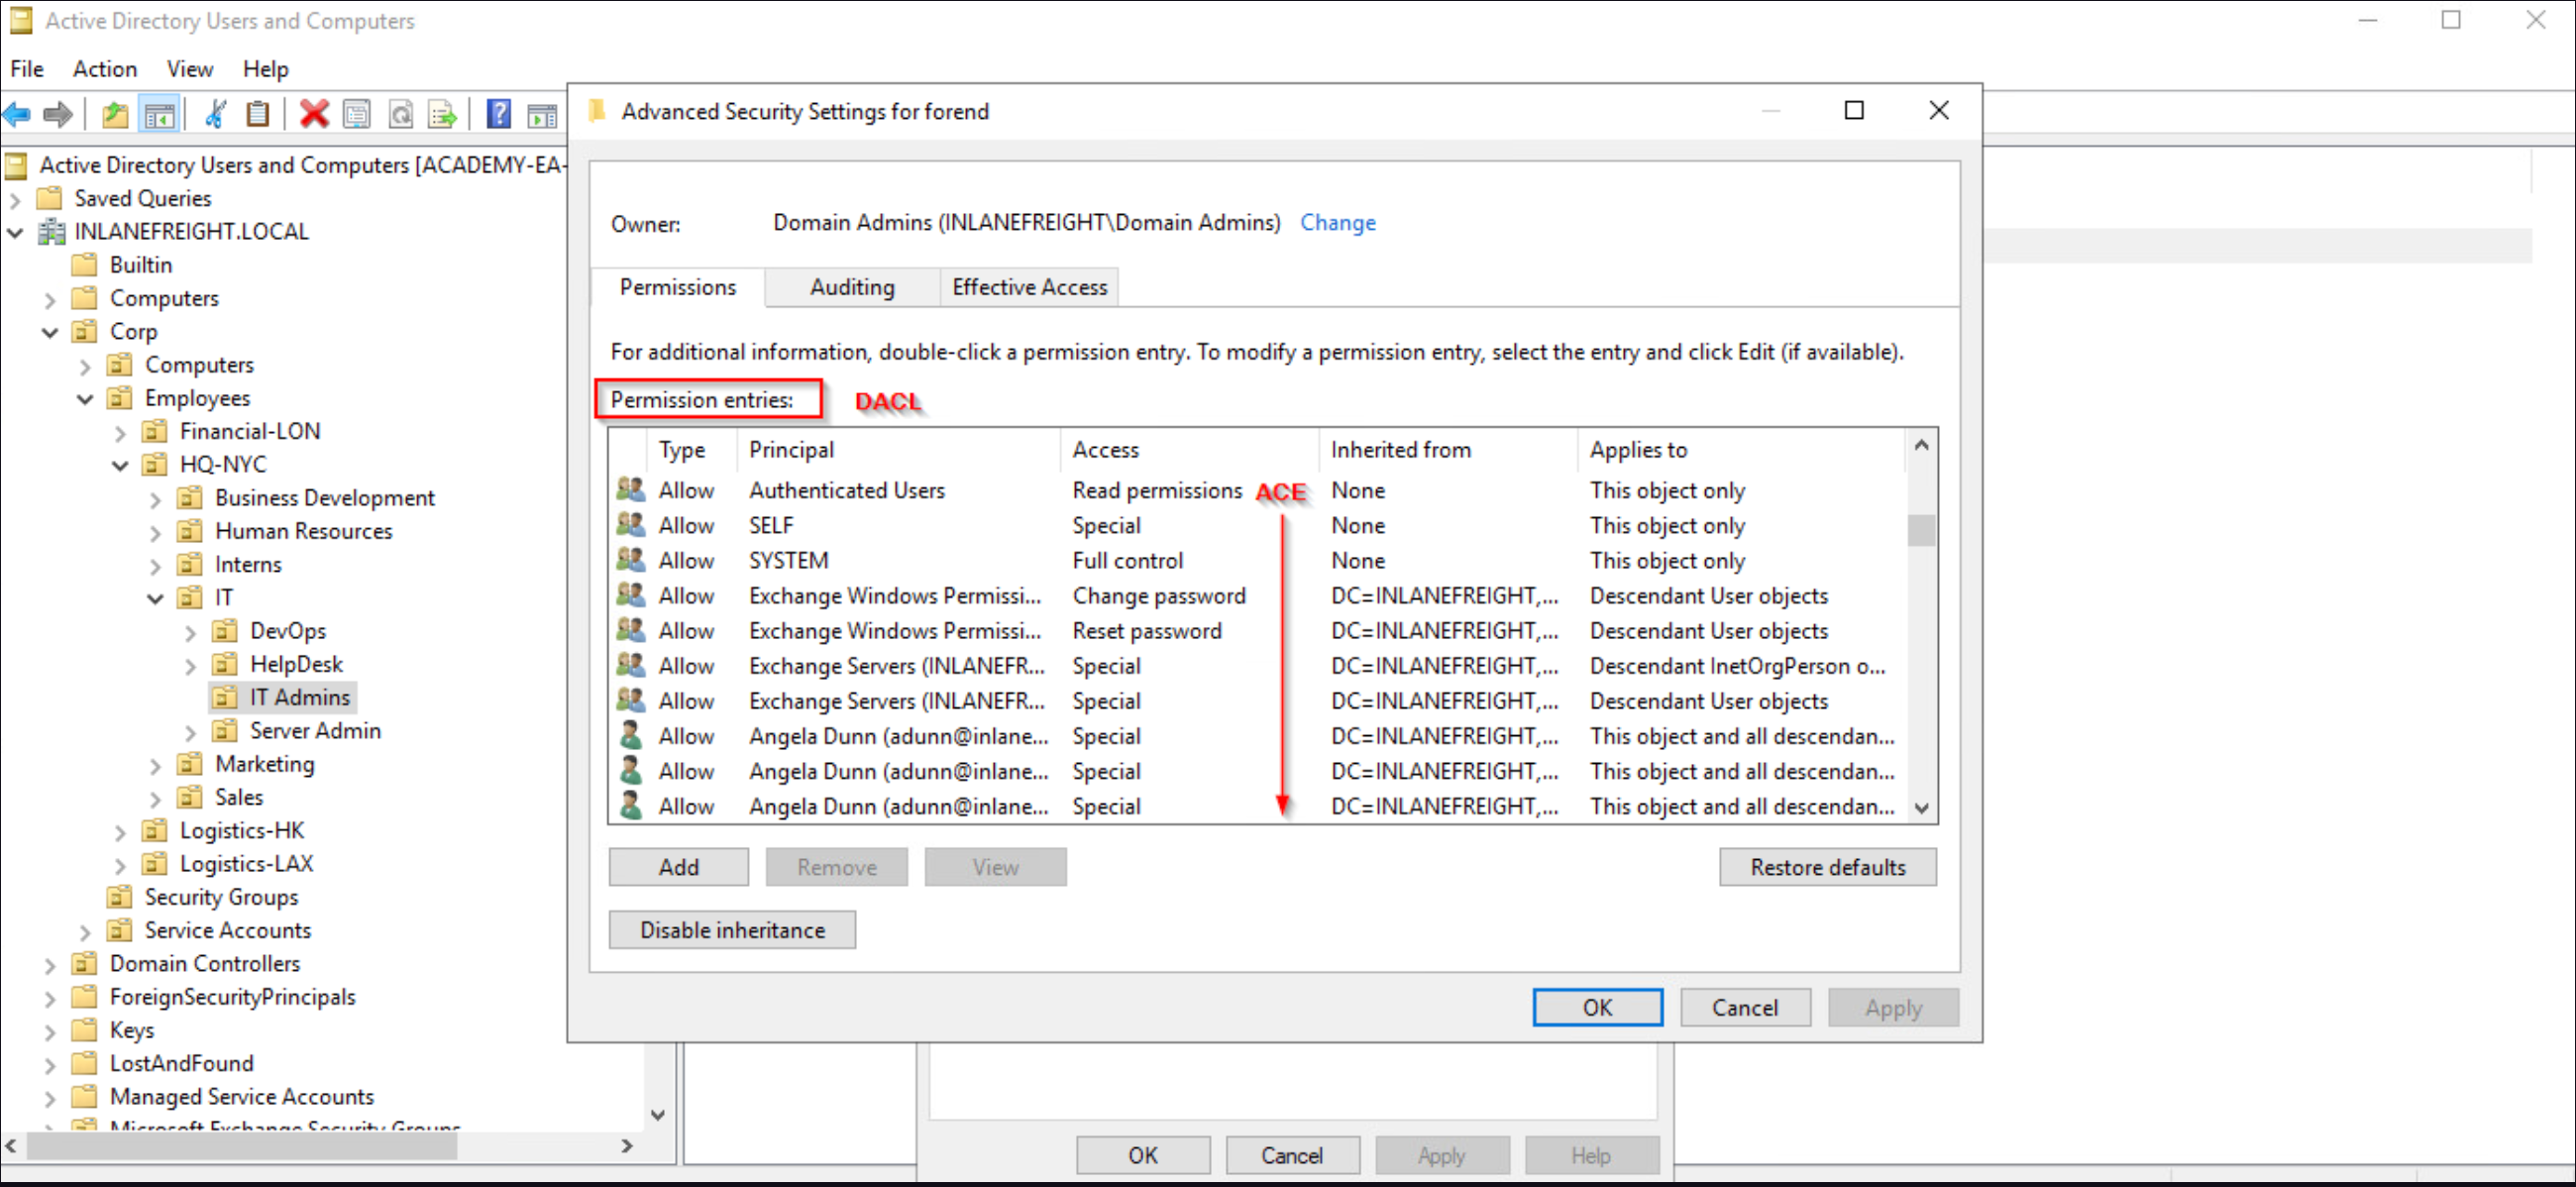 Active Directory Users and Computers
File Action View Help
Active Directory Users and Computers [ACADEMY-EA-
Saved Queries
INLANEFREIGHT.LOCAL
Builtin
Computers
Corp
Computers
Employees
Financial-LON
HQ-NYC
Business Development
Human Resources
Interns
IT
DevOps
HelpDesk
IT Admins
Server Admin
Marketing
Sales
Logistics-HK
Logistics-LAX
Security Groups
Service Accounts
Domain Controllers
ForeignSecurityPrincipals
Keys
LostAndFound
Managed Service Accounts
Microsoft Exchange Security Groups
Advanced Security Settings for forend
Owner: Domain Admins (INLANEFREIGHT\Domain Admins) Change
Permissions Auditing Effective Access
For additional information, double-click a permission entry. To modify a permission entry, select the entry and click Edit (if available).
Permission entries: DACL
Type Principal Access Inherited from Applies to
Allow Authenticated Users Read permissions ACE None This object only
Allow SELF Special None This object only
Allow SYSTEM Full control None This object only
Allow Exchange Windows Permissi... Change password DC=INLANEFREIGHT,... Descendant User objects
Allow Exchange Windows Permissi... Reset password DC=INLANEFREIGHT,... Descendant User objects
Allow Exchange Servers (INLANEFR... Special DC=INLANEFREIGHT,... Descendant InetOrgPerson o...
Allow Exchange Servers (INLANEFR... Special DC=INLANEFREIGHT,... Descendant User objects
Allow Angela Dunn (adunn@inlane... Special DC=INLANEFREIGHT,... This object and all descendan...
Allow Angela Dunn (adunn@inlane... Special DC=INLANEFREIGHT,... This object and all descendan...
Allow Angela Dunn (adunn@inlane... Special DC=INLANEFREIGHT,... This object and all descendan...
Add Remove View Restore defaults
Disable inheritance
OK Cancel Apply
OK Cancel Apply Help